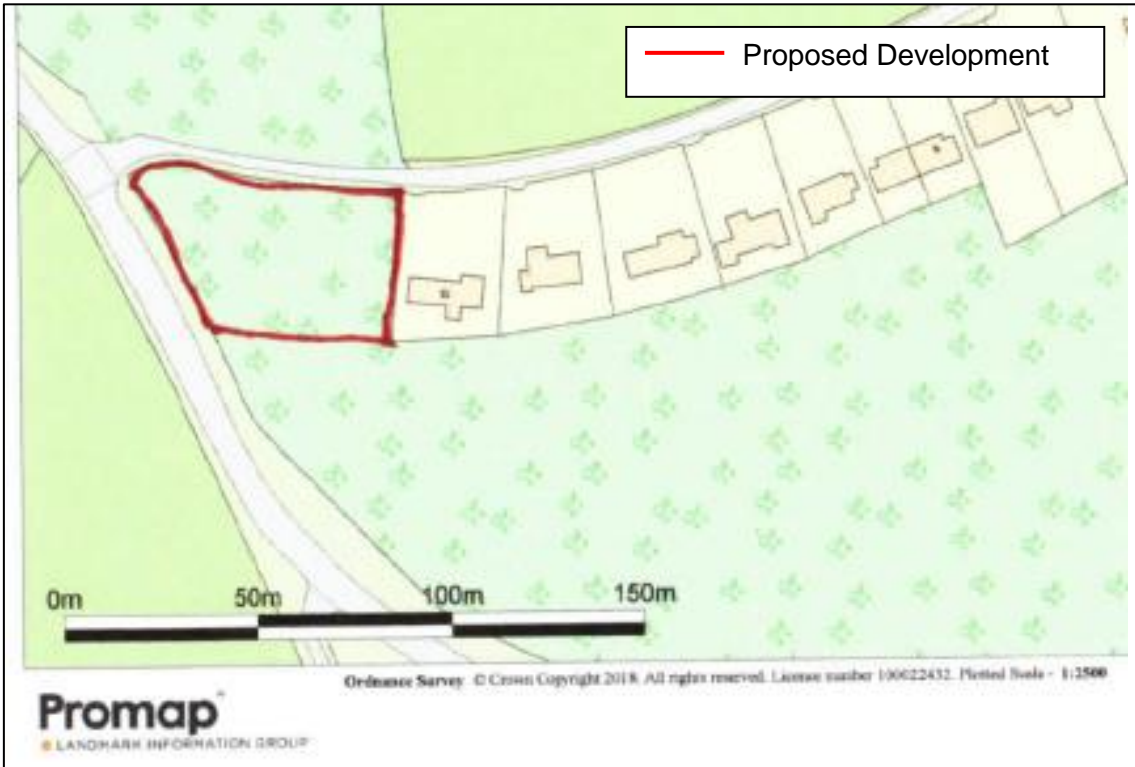 Proposed Development
0m 50m 100m 150m
Ordnance Survey © Crown Copyright 2018. All rights reserved. License number 100022432. Plotted Scale - 1:2500
Promap
LANDMARK INFORMATION GROUP